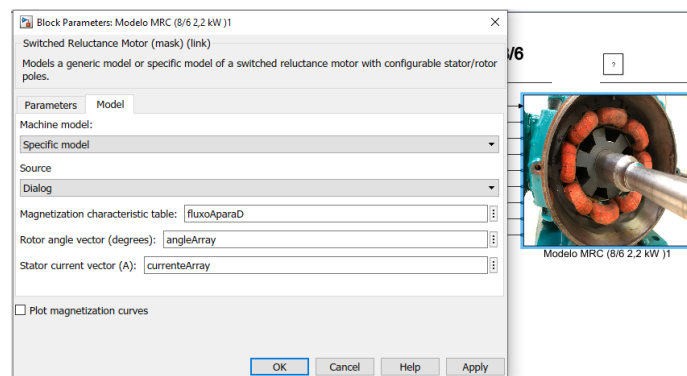 Block Parameters: Modelo MRC (8/6 2,2 kW )1
Switched Reluctance Motor (mask) (link)
Models a generic model or specific model of a switched reluctance motor with configurable stator/rotor
poles.
Parameters
Model
Machine model:
Specific model
Source
Dialog
Magnetization characteristic table: fluxoAparaD
Rotor angle vector (degrees): angleArray
Stator current vector (A): currenteArray
Plot magnetization curves
OK Cancel Help Apply
/6
?
Modelo MRC (8/6 2,2 kW )1